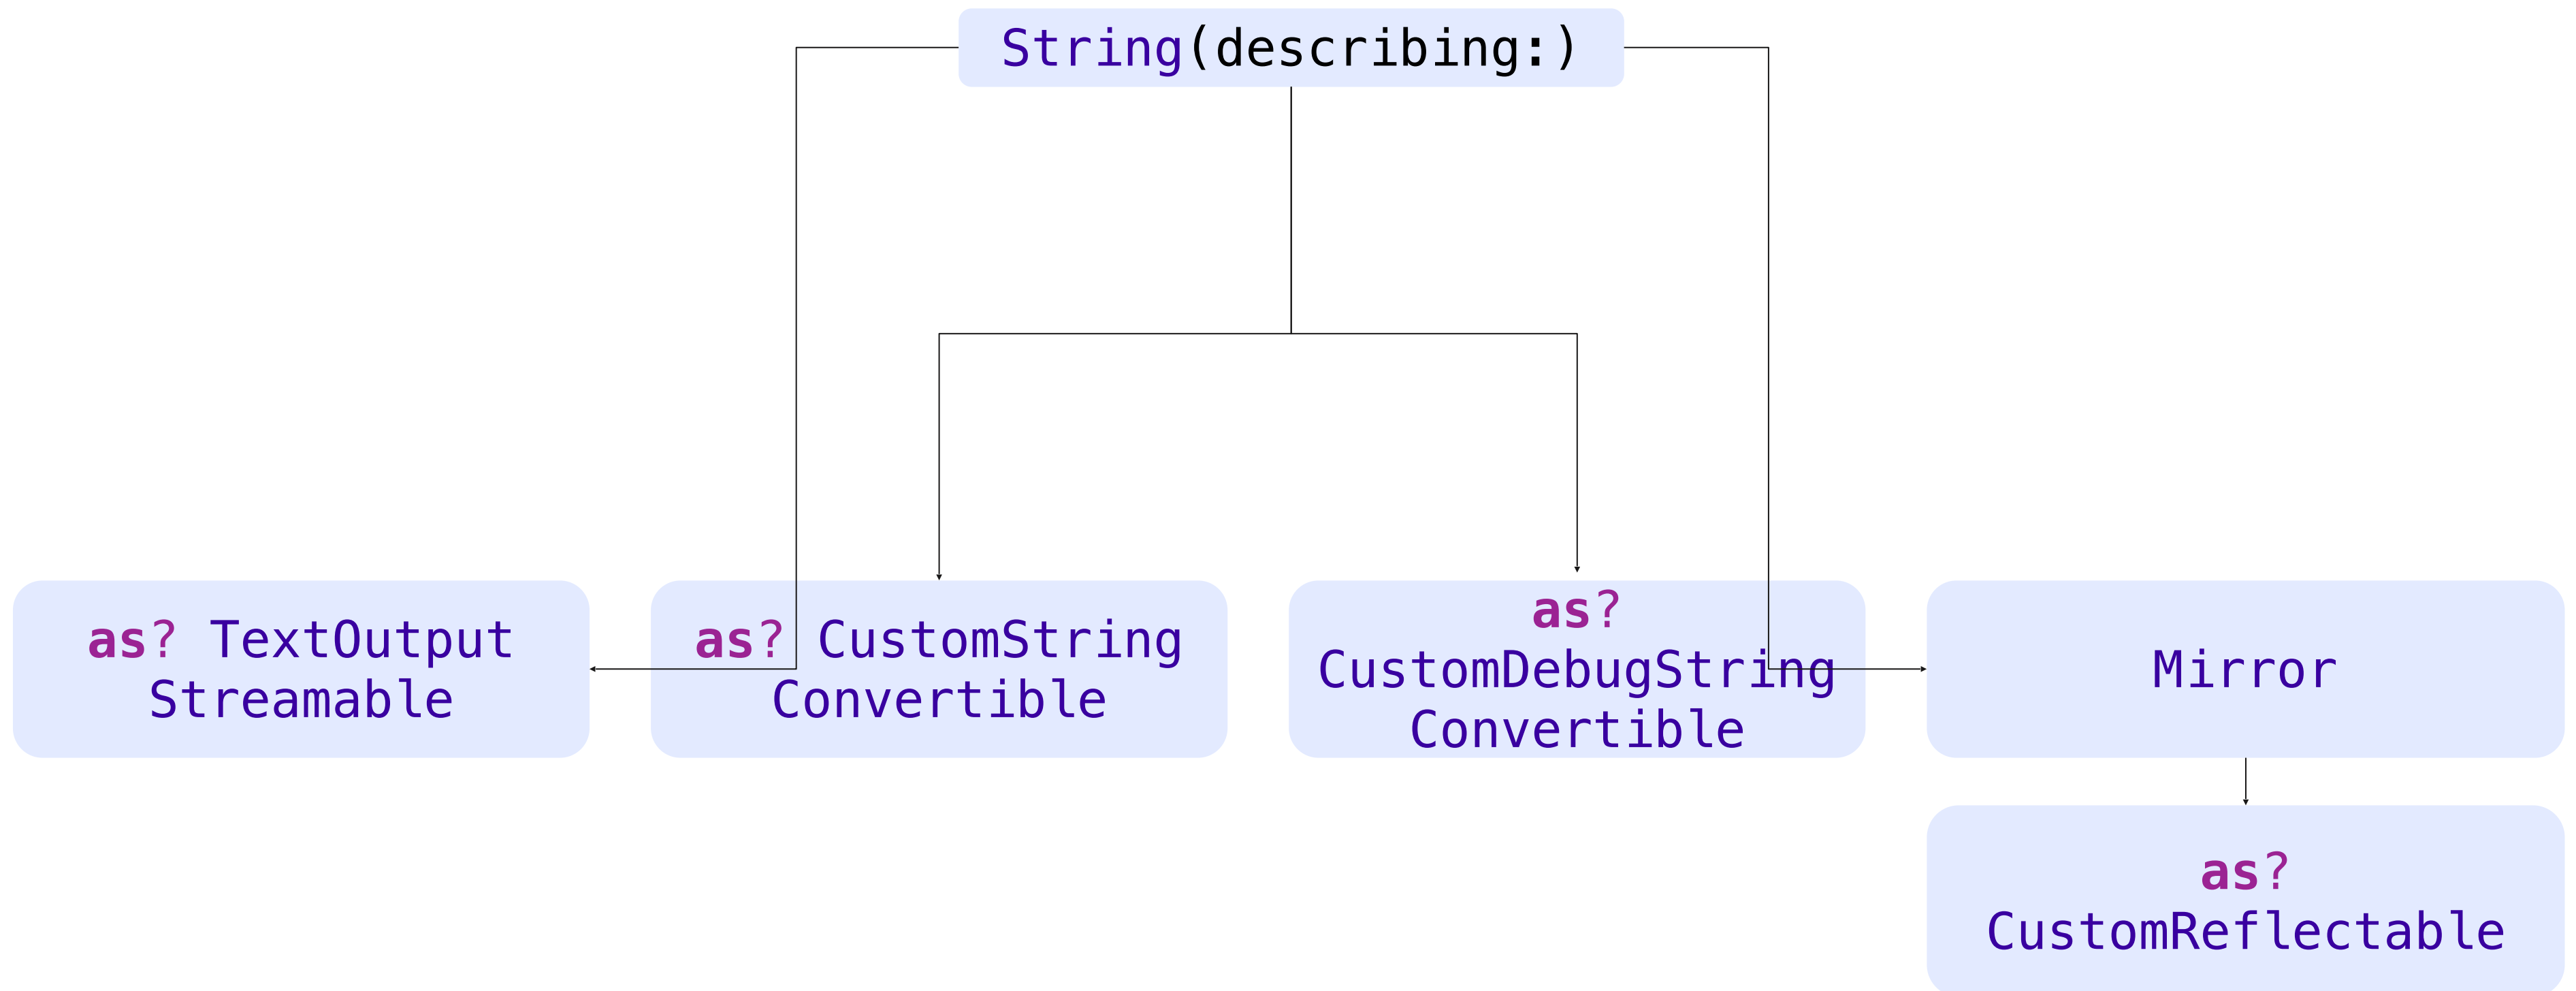 String(describing:)
as? TextOutput
Streamable
as? CustomString
Convertible
as?
CustomDebugString
Convertible
Mirror
as?
CustomReflectable